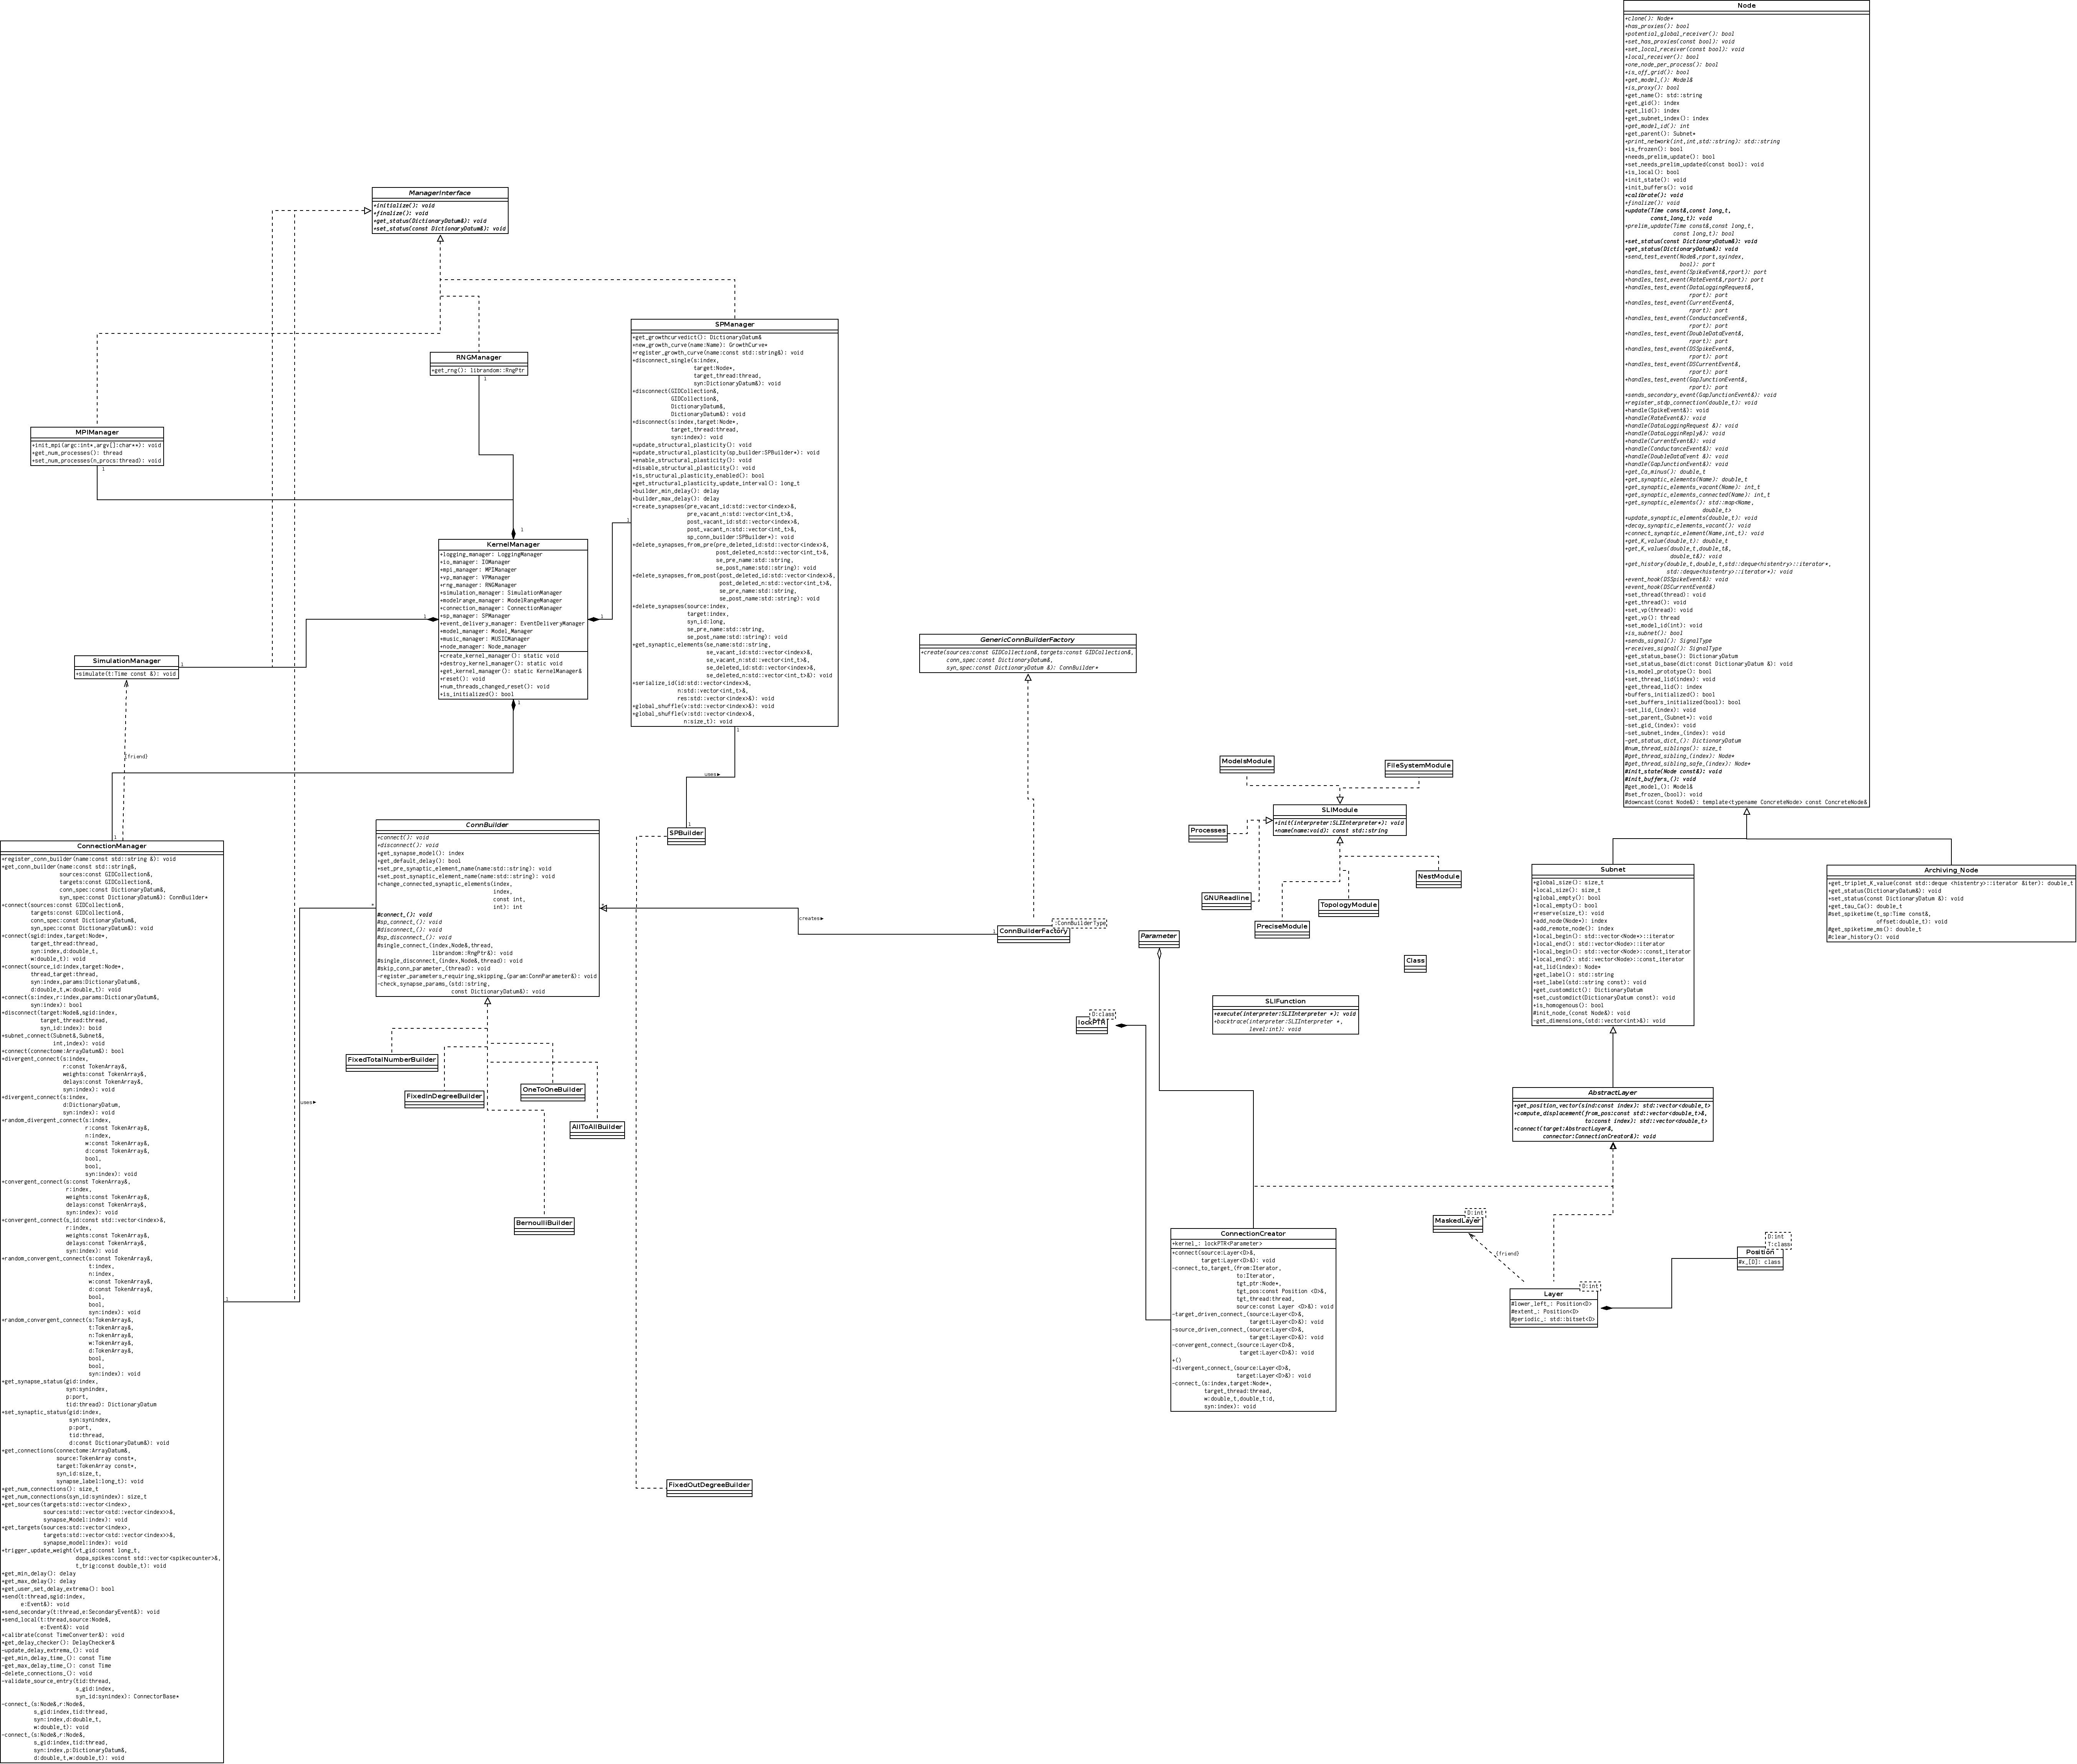 Node
+clone(): Node*
+has_proxies(): bool
+potential_global_receiver(): bool
+set_has_proxies(const bool): void
+set_local_receiver(const bool): void
+local_receiver(): bool
+one_node_per_process(): bool
+is_off_grid(): bool
+get_model_(): Model&
+is_proxy(): bool
+get_name(): std::string
+get_gid(): index
+get_lid(): index
+get_subnet_index(): index
+get_model_id(): int
+get_parent(): Subnet*
+print_network(int,int,std::string): std::string
+is_frozen(): bool
+needs_prelim_update(): bool
+set_needs_prelim_updated(const bool): void
+is_local(): bool
+init_state(): void
+init_buffers(): void
+calibrate(): void
+finalize(): void
+update(Time const&,const long_t,
const_long_t): void
+prelim_update(Time const&,const long_t,
const long_t): bool
+set_status(const DictionaryDatum&): void
+get_status(DictionaryDatum&): void
+send_test_event(Node&,rport,syindex,
bool): port
+handles_test_event(SpikeEvent&,rport): port
+handles_test_event(RateEvent&,rport): port
+handles_test_event(DataLoggingRequest&,
rport): port
+handles_test_event(CurrentEvent&,
rport): port
+handles_test_event(ConductanceEvent&,
rport): port
+handles_test_event(DoubleDataEvent&,
rport): port
+handles_test_event(DSSpikeEvent&,
rport): port
+handles_test_event(DSCurrentEvent&,
rport): port
+handles_test_event(GapJunctionEvent&,
rport): port
+sends_secondary_event(GapJunctionEvent&): void
+register_stdp_connection(double_t): void
+handle(SpikeEvent&): void
+handle(RateEvent&): void
+handle(DataLoggingRequest &): void
+handle(DataLogginReply&): void
+handle(CurrentEvent&): void
+handle(ConductanceEvent&): void
+handle(DoubleDataEvent &): void
+handle(GapJunctionEvent&): void
+get_Ca_minus(): double_t
+get_synaptic_elements(Name): double_t
+get_synaptic_elements_vacant(Name): int_t
+get_synaptic_elements_connected(Name): int_t
+get_synaptic_elements(): std::map<Name,
double_t>
+update_synaptic_elements(double_t): void
+decay_synaptic_elements_vacant(): void
+connect_synaptic_element(Name,int_t): void
+get_K_value(double_t): double_t
+get_K_values(double_t,double_t&,
double_t&): void
+get_history(double_t,double_t,std::deque<histentry>::iterator*,
std::deque<histentry>::iterator*): void
+event_hook(DSSpikeEvent&): void
+event_hook(DSCurrentEvent&)
+set_thread(thread): void
+get_thread(): void
+set_vp(thread): void
+get_vp(): thread
+set_model_id(int): void
+is_subnet(): bool
+sends_signal(): SignalType
+receives_signal(): SignalType
+get_status_base(): DictionaryDatum
+set_status_base(dict:const DictionaryDatum &): void
+is_model_prototype(): bool
+set_thread_lid(index): void
+get_thread_lid(): index
+buffers_initialized(): bool
+set_buffers_initialized(bool): bool
-set_lid_(index): void
-set_parent_(Subnet*): void
-set_gid_(index): void
-set_subnet_index_(index): void
-get_status_dict_(): DictionaryDatum
#num_thread_siblings(): size_t
#get_thread_sibling_(index): Node*
#get_thread_sibling_safe_(index): Node*
#init_state(Node const&): void
#init_buffers_(): void
#get_model_(): Model&
#set_frozen_(bool): void
#downcast(const Node&): template<typename ConcreteNode> const ConcreteNode&
ManagerInterface
+initialize(): void
+finalize(): void
+get_status(DictionaryDatum&): void
+set_status(const DictionaryDatum&): void
RNGManager
+get_rng(): librandom::RngPtr
1
MPIManager
+init_mpi(argc:int*,argv[]:char**): void
+get_num_processes(): thread
+set_num_processes(n_procs:thread): void
1
SPManager
+get_growthcurvedict(): DictionaryDatum&
+new_growth_curve(name:Name): GrowthCurve*
+register_growth_curve(name:const std::string&): void
+disconnect_single(s:index,
target:Node*,
target_thread:thread,
syn:DictionaryDatum&): void
+disconnect(GIDCollection&,
GIDCollection&,
DictionaryDatum&,
DictionaryDatum&): void
+disconnect(s:index,target:Node*,
target_thread:thread,
syn:index): void
+update_structural_plasticity(): void
+update_structural_plasticity(sp_builder:SPBuilder*): void
+enable_structural_plasticity(): void
+disable_structural_plasticity(): void
+is_structural_plasticity_enabled(): bool
+get_structural_plasticity_update_interval(): long_t
+builder_min_delay(): delay
+builder_max_delay(): delay
+create_synapses(pre_vacant_id:std::vector<index>&,
pre_vacant_n:std::vector<int_t>&,
post_vacant_id:std::vector<index>&,
post_vacant_n:std::vector<int_t>&,
sp_conn_builder:SPBuilder*): void
+delete_synapses_from_pre(pre_deleted_id:std::vector<index>&,
post_deleted_n:std::vector<int_t>&,
se_pre_name:std::string,
se_post_name:std::string): void
+delete_synapses_from_post(post_deleted_id:std::vector<index>&,
post_deleted_n:std::vector<int_t>&,
se_pre_name:std::string,
se_post_name:std::string): void
+delete_synapses(source:index,
target:index,
syn_id:long,
se_pre_name:std::string,
se_post_name:std::string): void
+get_synaptic_elements(se_name:std::string,
se_vacant_id:std::vector<index>&,
se_vacant_n:std::vector<int_t>&,
se_deleted_id:std::vector<index>&,
se_deleted_n:std::vector<int_t>&): void
+serialize_id(id:std::vector<index>&,
n:std::vector<int_t>&,
res:std::vector<index>&): void
+global_shuffle(v:std::vector<index>&): void
+global_shuffle(v:std::vector<index>&,
n:size_t): void
1
1
uses
1
SPBuilder
1
KernelManager
+logging_manager: LoggingManager
+io_manager: IOManager
+mpi_manager: MPIManager
+vp_manager: VPManager
+rng_manager: RNGManager
+simulation_manager: SimulationManager
+modelrange_manager: ModelRangeManager
+connection_manager: ConnectionManager
+sp_manager: SPManager
+event_delivery_manager: EventDeliveryManager
+model_manager: Model_Manager
+music_manager: MUSICManager
+node_manager: Node_manager
+create_kernel_manager(): static void
+destroy_kernel_manager(): static void
+get_kernel_manager(): static KernelManager&
+reset(): void
+num_threads_changed_reset(): void
+is_initialized(): bool
1
1
1
SimulationManager
+simulate(t:Time const &): void
1
{friend}
1
ConnectionManager
+register_conn_builder(name:const std::string &): void
+get_conn_builder(name:const std::string&,
sources:const GIDCollection&,
targets:const GIDCollection&,
conn_spec:const DictionaryDatum&,
syn_spec:const DictionaryDatum&): ConnBuilder*
+connect(sources:const GIDCollection&,
targets:const GIDCollection&,
conn_spec:const DictionaryDatum&,
syn_spec:const DictionaryDatum&): void
+connect(sgid:index,target:Node*,
target_thread:thread,
syn:index,d:double_t,
w:double_t): void
+connect(source_id:index,target:Node*,
thread_target:thread,
syn:index,params:DictionaryDatum&,
d:double_t,w:double_t): void
+connect(s:index,r:index,params:DictionaryDatum&,
syn:index): bool
+disconnect(target:Node&,sgid:index,
target_thread:thread,
syn_id:index): boid
+subnet_connect(Subnet&,Subnet&,
int,index): void
+connect(connectome:ArrayDatum&): bool
+divergent_connect(s:index,
r:const TokenArray&,
weights:const TokenArray&,
delays:const TokenArray&,
syn:index): void
+divergent_connect(s:index,
d:DictionaryDatum,
syn:index): void
+random_divergent_connect(s:index,
r:const TokenArray&,
n:index,
w:const TokenArray&,
d:const TokenArray&,
bool,
bool,
syn:index): void
+convergent_connect(s:const TokenArray&,
r:index,
weights:const TokenArray&,
delays:const TokenArray&,
syn:index): void
+convergent_connect(s_id:const std::vector<index>&,
r:index,
weights:const TokenArray&,
delays:const TokenArray&,
syn:index): void
+random_convergent_connect(s:const TokenArray&,
t:index,
n:index,
w:const TokenArray&,
d:const TokenArray&,
bool,
bool,
syn:index): void
+random_convergent_connect(s:TokenArray&,
t:TokenArray&,
n:TokenArray&,
w:TokenArray&,
d:TokenArray&,
bool,
bool,
syn:index): void
+get_synapse_status(gid:index,
syn:synindex,
p:port,
tid:thread): DictionaryDatum
+set_synaptic_status(gid:index,
syn:synindex,
p:port,
tid:thread,
d:const DictionaryDatum&): void
+get_connections(connectome:ArrayDatum&,
source:TokenArray const*,
target:TokenArray const*,
syn_id:size_t,
synapse_label:long_t): void
+get_num_connections(): size_t
+get_num_connections(syn_id:synindex): size_t
+get_sources(targets:std::vector<index>,
sources:std::vector<std::vector<index>>&,
synapse_Model:index): void
+get_targets(sources:std::vector<index>,
targets:std::vector<std::vector<index>>&,
synapse_model:index): void
+trigger_update_weight(vt_gid:const long_t,
dopa_spikes:const std::vector<spikecounter>&,
t_trig:const double_t): void
+get_min_delay(): delay
+get_max_delay(): delay
+get_user_set_delay_extrema(): bool
+send(t:thread,sgid:index,
e:Event&): void
+send_secondary(t:thread,e:SecondaryEvent&): void
+send_local(t:thread,source:Node&,
e:Event&): void
+calibrate(const TimeConverter&): void
+get_delay_checker(): DelayChecker&
-update_delay_extrema_(): void
-get_min_delay_time_(): const Time
-get_max_delay_time_(): const Time
-delete_connections_(): void
-validate_source_entry(tid:thread,
s_gid:index,
syn_id:synindex): ConnectorBase*
-connect_(s:Node&,r:Node&,
s_gid:index,tid:thread,
syn:index,d:double_t,
w:double_t): void
-connect_(s:Node&,r:Node&,
s_gid:index,tid:thread,
syn:index,p:DictionaryDatum&,
d:double_t,w:double_t): void
1
uses
*
ConnBuilder
+connect(): void
+disconnect(): void
+get_synapse_model(): index
+get_default_delay(): bool
+set_pre_synaptic_element_name(name:std::string): void
+set_post_synaptic_element_name(name:std::string): void
+change_connected_synaptic_elements(index,
index,
const int,
int): int
#connect_(): void
#sp_connect_(): void
#disconnect_(): void
#sp_disconnect_(): void
#single_connect_(index,Node&,thread,
librandom::RngPtr&): void
#single_disconnect_(index,Node&,thread): void
#skip_conn_parameter_(thread): void
-register_parameters_requiring_skipping_(param:ConnParameter&): void
-check_synapse_params_(std::string,
const DictionaryDatum&): void
FixedTotalNumberBuilder
FixedInDegreeBuilder
OneToOneBuilder
AllToAllBuilder
BernoulliBuilder
FixedOutDegreeBuilder
GenericConnBuilderFactory
+create(sources:const GIDCollection&,targets:const GIDCollection&,
conn_spec:const DictionaryDatum&,
syn_spec:const DictionaryDatum &): ConnBuilder*
creates
1
:ConnBuilderType
ConnBuilderFactory
ModelsModule
FileSystemModule
SLIModule
+init(interpreter:SLIInterpreter*): void
+name(name:void): const std::string
Processes
NestModule
GNUReadline
TopologyModule
PreciseModule
Parameter
Class
SLIFunction
+execute(interpreter:SLIInterpreter *): void
+backtrace(interpreter:SLIInterpreter *,
level:int): void
D:class
lockPTR
Subnet
+global_size(): size_t
+local_size(): size_t
+global_empty(): bool
+local_empty(): bool
+reserve(size_t): void
+add_node(Node*): index
+add_remote_node(): index
+local_begin(): std::vector<Node*>::iterator
+local_end(): std::vector<Node>::iterator
+local_begin(): std::vector<Node*>::const_iterator
+local_end(): std::vector<Node>::const_iterator
+at_lid(index): Node*
+get_label(): std::string
+set_label(std::string const): void
+get_customdict(): DictionaryDatum
+set_customdict(DictionaryDatum const): void
+is_homogenous(): bool
#init_node_(const Node&): void
-get_dimensions_(std::vector<int>&): void
Archiving_Node
+get_triplet_K_value(const std::deque <histentry>::iterator &iter): double_t
+get_status(DictionaryDatum&): void
+set_status(const DictionaryDatum &): void
+get_tau_Ca(): double_t
#set_spiketime(t_sp:Time const&,
offset:double_t): void
#get_spiketime_ms(): double_t
#clear_history(): void
AbstractLayer
+get_position_vector(sind:const index): std::vector<double_t>
+compute_displacement(from_pos:const std::vector<double_t>&,
to:const index): std::vector<double_t>
+connect(target:AbstractLayer&,
connector:ConnectionCreator&): void
ConnectionCreator
+kernel_: lockPTR<Parameter>
+connect(source:Layer<D>&,
target:Layer<D>&): void
-connect_to_target_(from:Iterator,
to:Iterator,
tgt_ptr:Node*,
tgt_pos:const Position <D>&,
tgt_thread:thread,
source:const Layer <D>&): void
-target_driven_connect_(source:Layer<D>&,
target:Layer<D>&): void
-source_driven_connect_(source:Layer<D>&,
target:Layer<D>&): void
-convergent_connect_(source:Layer<D>&,
target:Layer<D>&): void
+()
-divergent_connect_(source:Layer<D>&,
target:Layer<D>&): void
-connect_(s:index,target:Node*,
target_thread:thread,
w:double_t,double_t:d,
syn:index): void
D:int
MaskedLayer
{friend}
D:int
T:class
Position
#x_[D]: class
D:int
Layer
#lower_left_: Position<D>
#extent_: Position<D>
#periodic_: std::bitset<D>